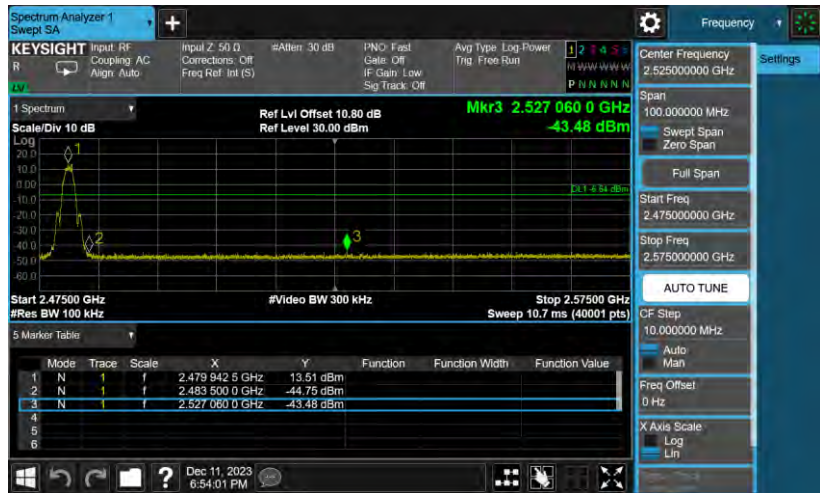 Spectrum Analyzer 1
Swept SA
Frequency
KEYSIGHT
R
LV
Input: RF
Coupling: AC
Align: Auto
Input Z: 50 Ω
Corrections: Off
Freq Ref: Int (S)
#Atten: 30 dB
PNO: Fast
Gate: Off
IF Gain: Low
Sig Track: Off
Avg Type: Log-Power
Trig: Free Run
1 2 3 4 5 6
M W W W W W
P N N N N N
1 Spectrum
Scale/Div 10 dB
Ref Lvl Offset 10.80 dB
Ref Level 30.00 dBm
Mkr3 2.527 060 0 GHz
-43.48 dBm
Log
20.0
10.0
0.00
-10.0
-20.0
-30.0
-40.0
-50.0
-60.0
1
2
3
DL1 -6.64 dBm
Start 2.47500 GHz
#Res BW 100 kHz
#Video BW 300 kHz
Stop 2.57500 GHz
Sweep 10.7 ms (40001 pts)
5 Marker Table
Mode Trace Scale X Y Function Function Width Function Value
1 N 1 f 2.479 942 5 GHz 13.51 dBm
2 N 1 f 2.483 500 0 GHz -44.75 dBm
3 N 1 f 2.527 060 0 GHz -43.48 dBm
4
5
6
Dec 11, 2023
6:54:01 PM
Center Frequency
2.525000000 GHz
Settings
Span
100.000000 MHz
Swept Span
Zero Span
Full Span
Start Freq
2.475000000 GHz
Stop Freq
2.575000000 GHz
AUTO TUNE
CF Step
10.000000 MHz
Auto
Man
Freq Offset
0 Hz
X Axis Scale
Log
Lin